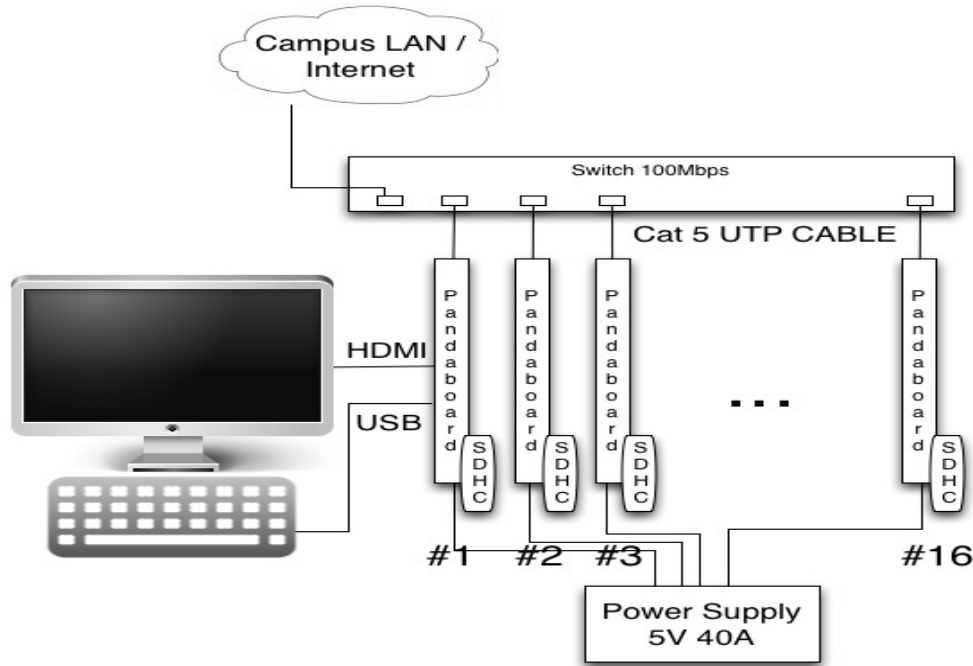 Campus LAN /
Internet
Switch 100Mbps
Cat 5 UTP CABLE
HDMI
USB
Pandaboard
Pandaboard
Pandaboard
...
Pandaboard
SDHC
SDHC
SDHC
SDHC
#1
#2
#3
#16
Power Supply
5V 40A